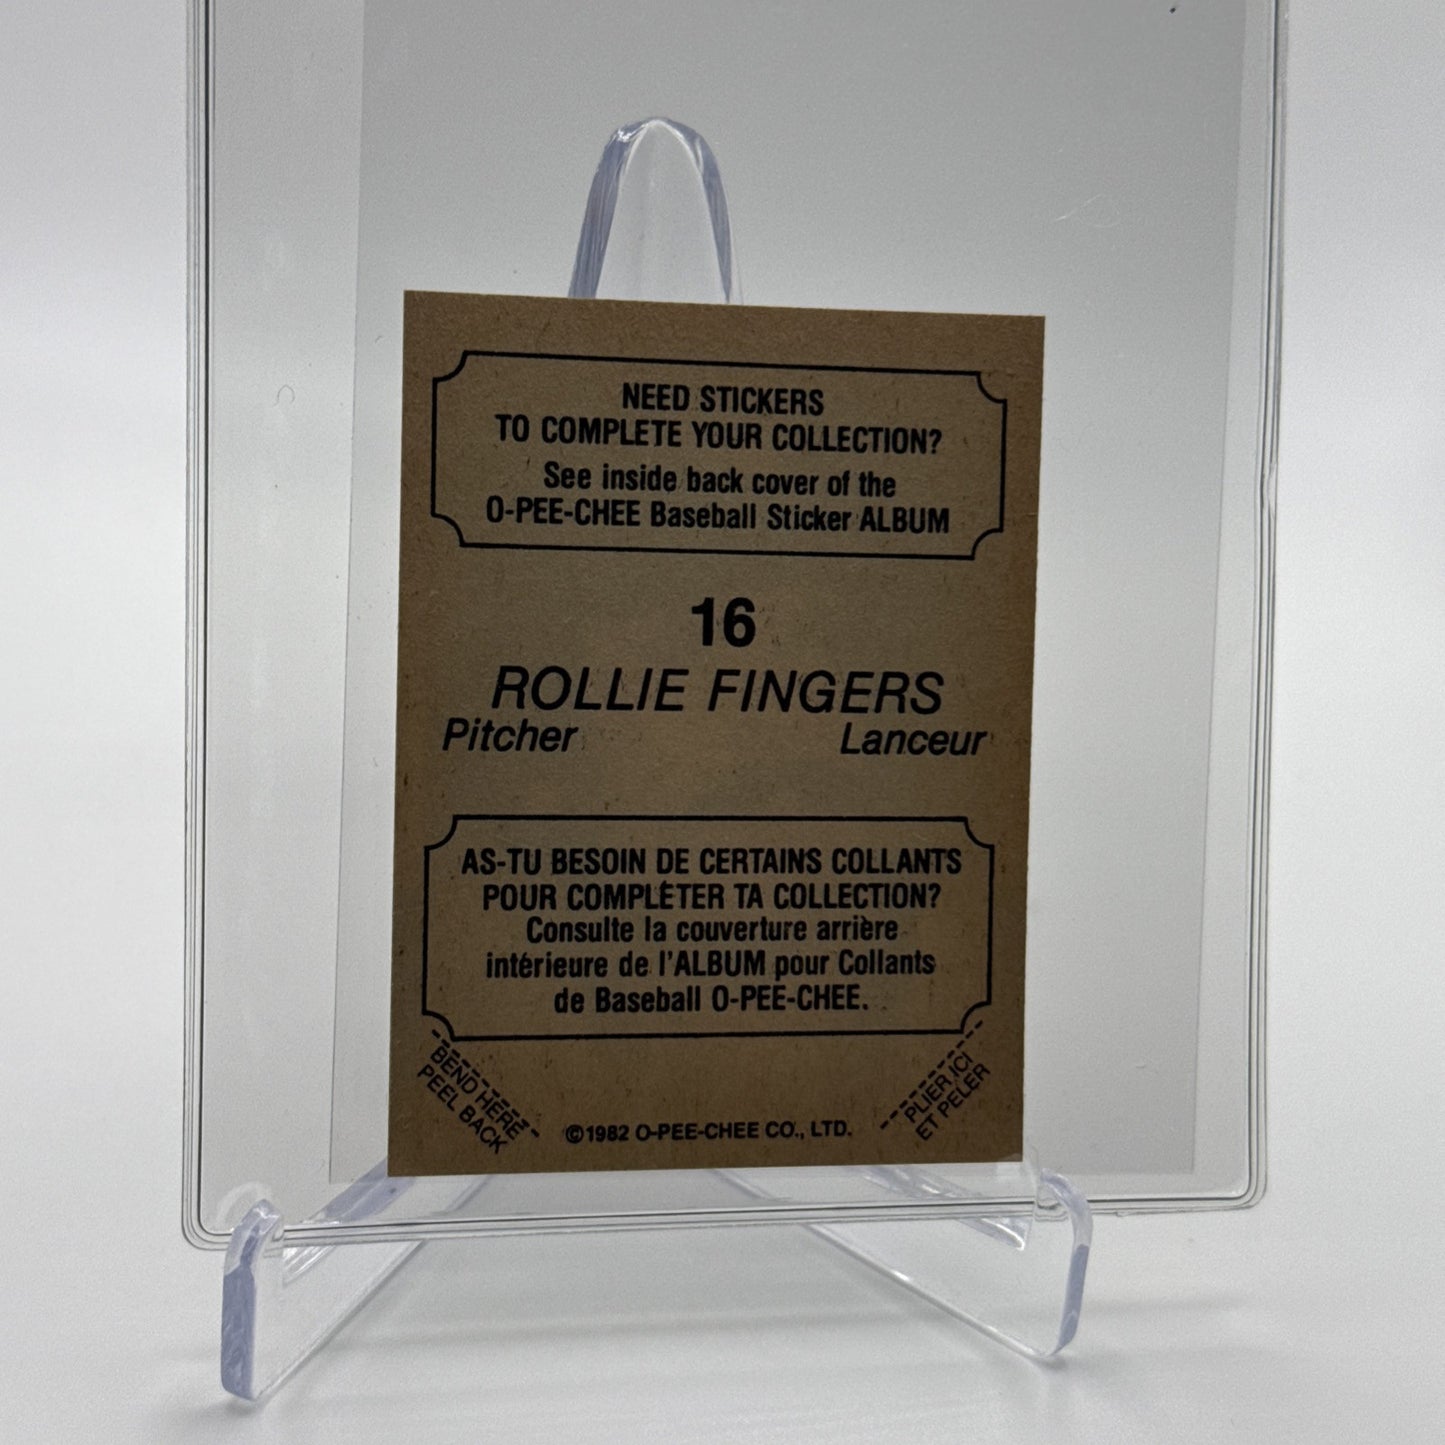 NEED STICKERS
TO COMPLETE YOUR COLLECTION?
See inside back cover of the
O-PEE-CHEE Baseball Sticker ALBUM
16
ROLLIE FINGERS
Pitcher Lanceur
AS-TU BESOIN DE CERTAINS COLLANTS
POUR COMPLÉTER TA COLLECTION?
Consulte la couverture arrière
intérieure de l'ALBUM pour Collants
de Baseball O-PEE-CHEE.
BEND HERE
PEEL BACK
©1982 O-PEE-CHEE CO., LTD.
PLIER ICI
ET PELER